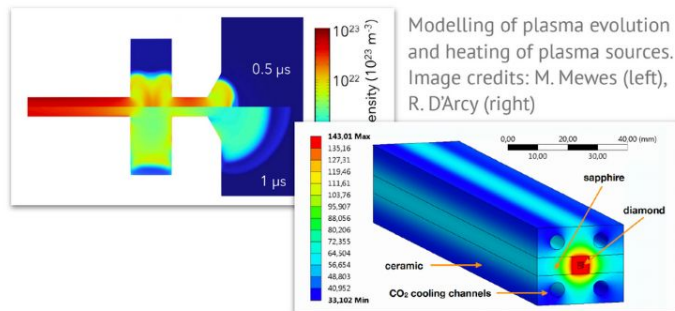 10²³
10²²
ensity (10²³ m⁻³)
0.5 µs
1 µs
Modelling of plasma evolution
and heating of plasma sources.
Image credits: M. Mewes (left),
R. D'Arcy (right)
143,01 Max
135,16
127,31
119,46
111,61
103,76
95,907
88,056
80,206
72,355
64,504
56,654
48,803
40,952
33,102 Min
0,00 20,00 40,00 (mm)
10,00 30,00
sapphire
diamond
ceramic
CO₂ cooling channels